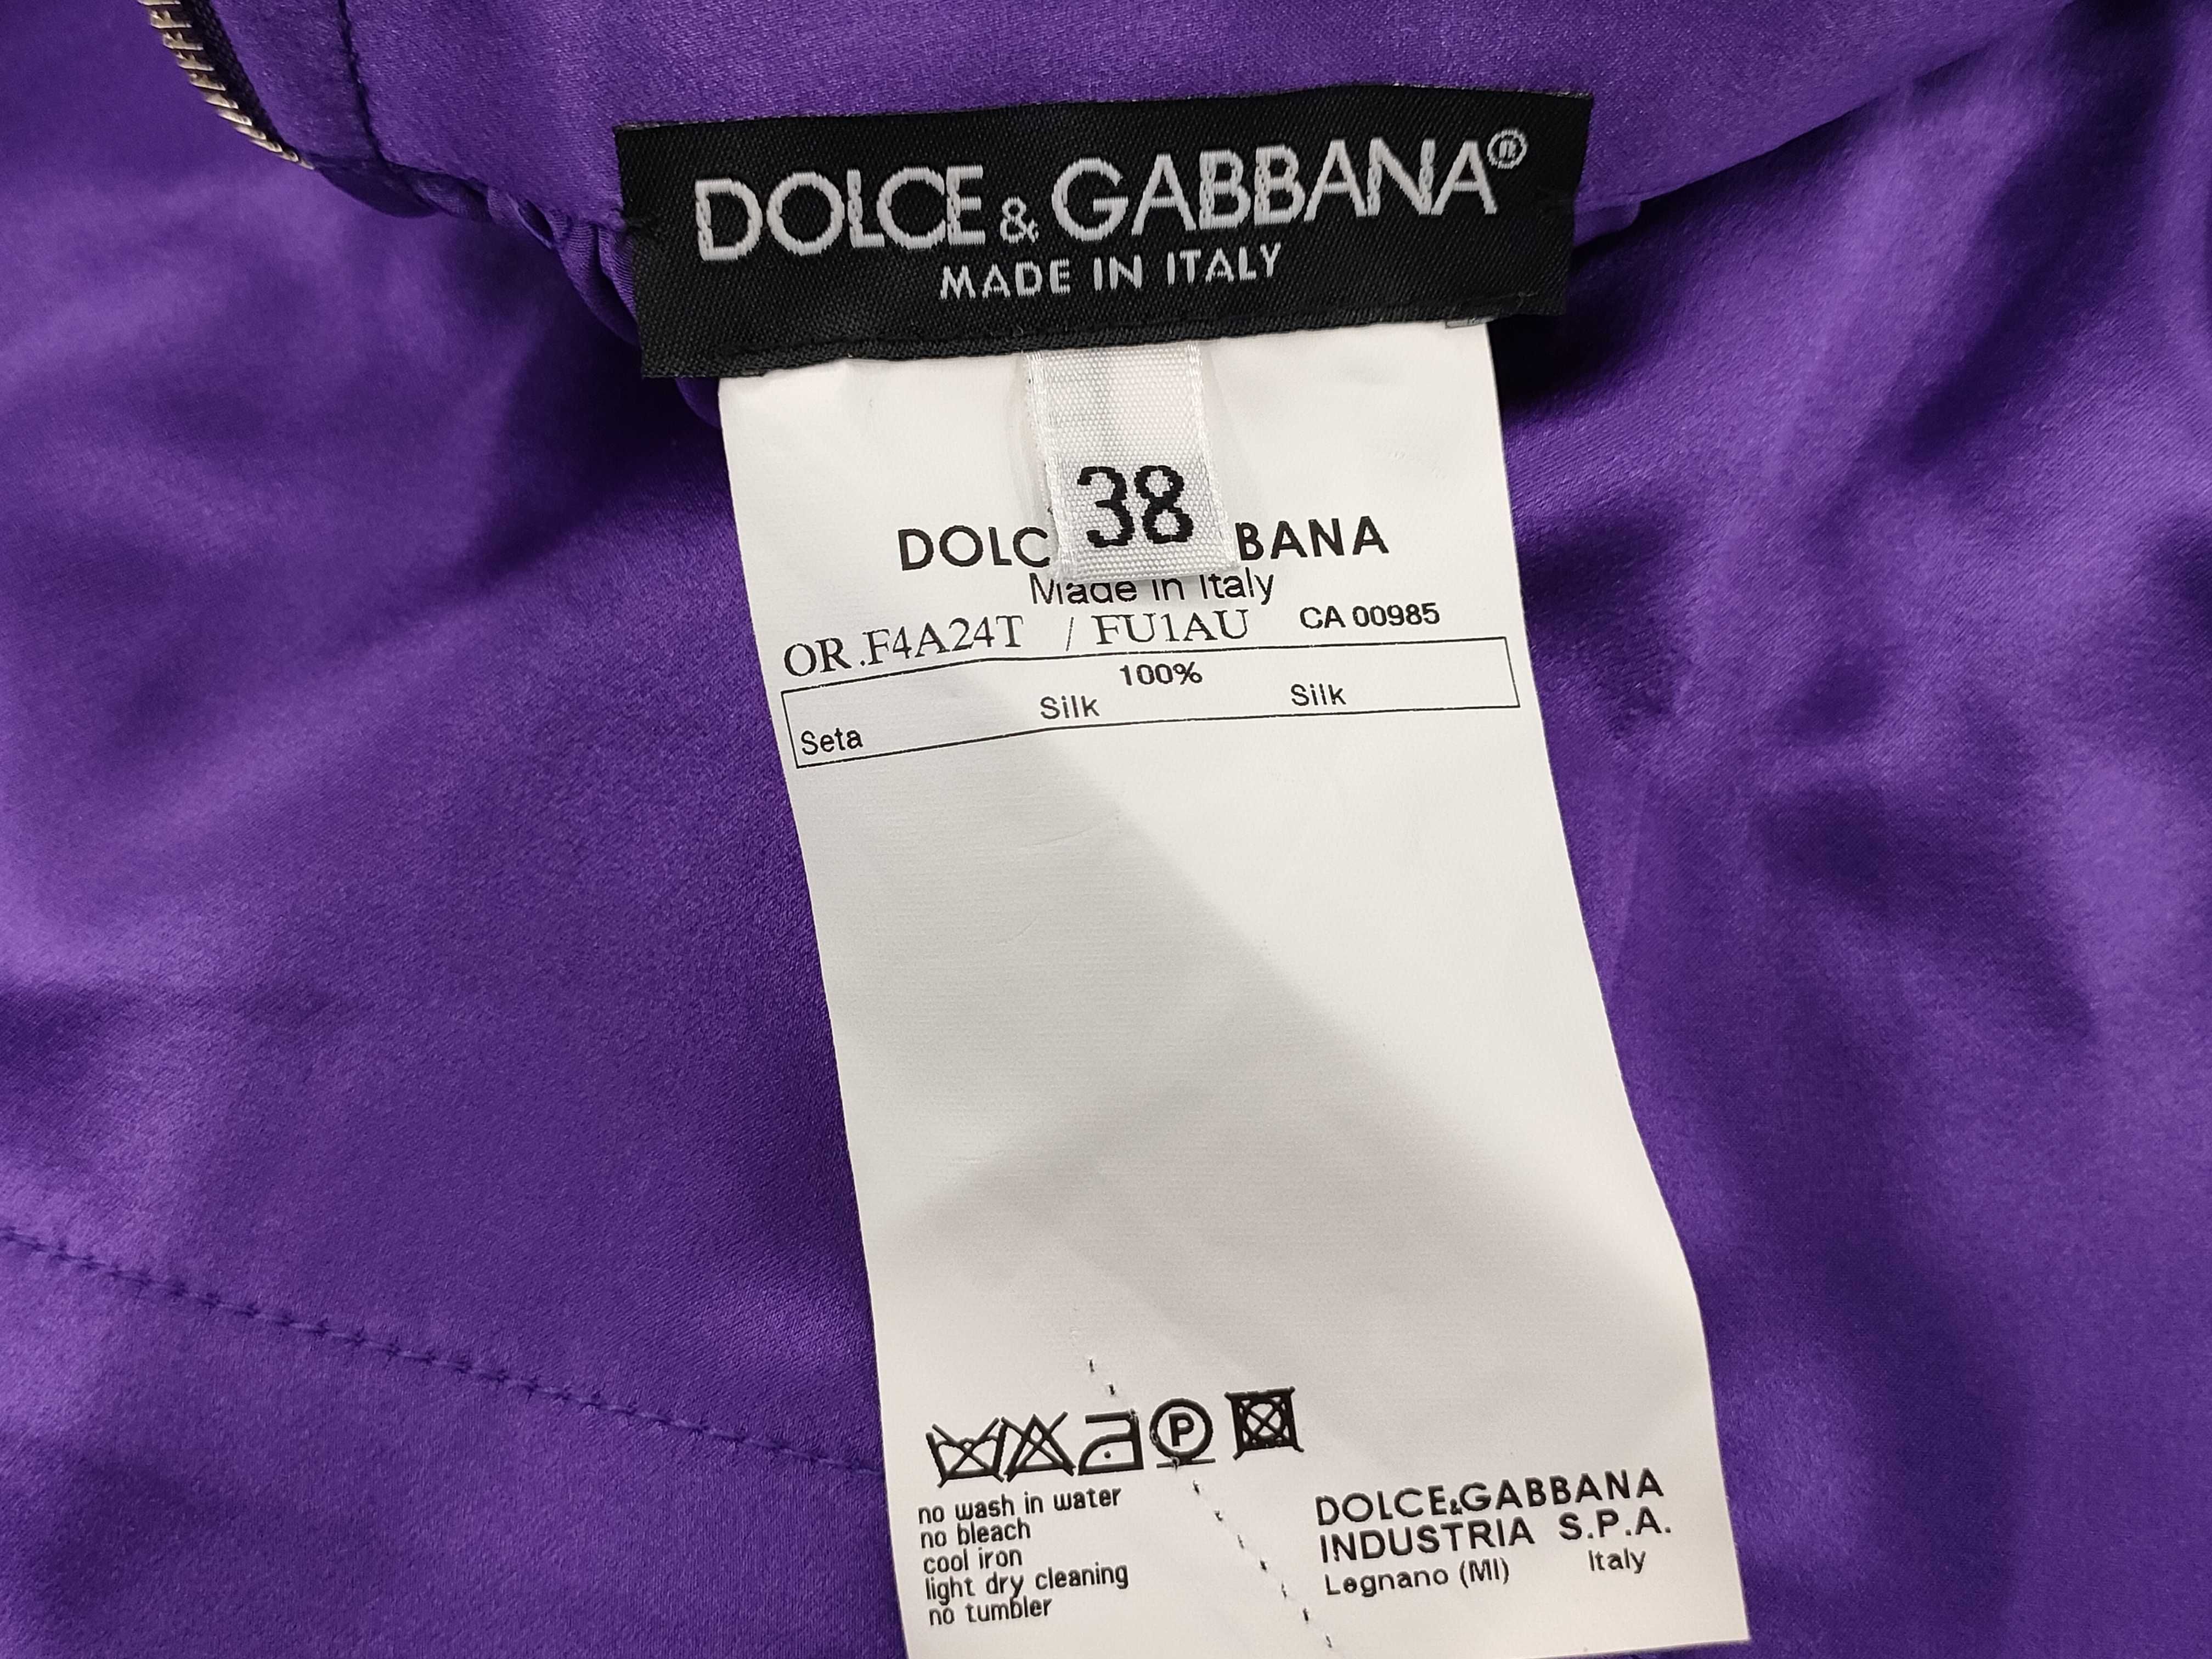 DOLCE & GABBANA®
MADE IN ITALY
38
DOLC BANA
Made in Italy
OR.F4A24T / FU1AU CA 00985
100%
Seta Silk Silk
P
no wash in water
no bleach
cool iron
light dry cleaning
no tumbler
DOLCE&GABBANA
INDUSTRIA S.P.A.
Legnano (MI) Italy